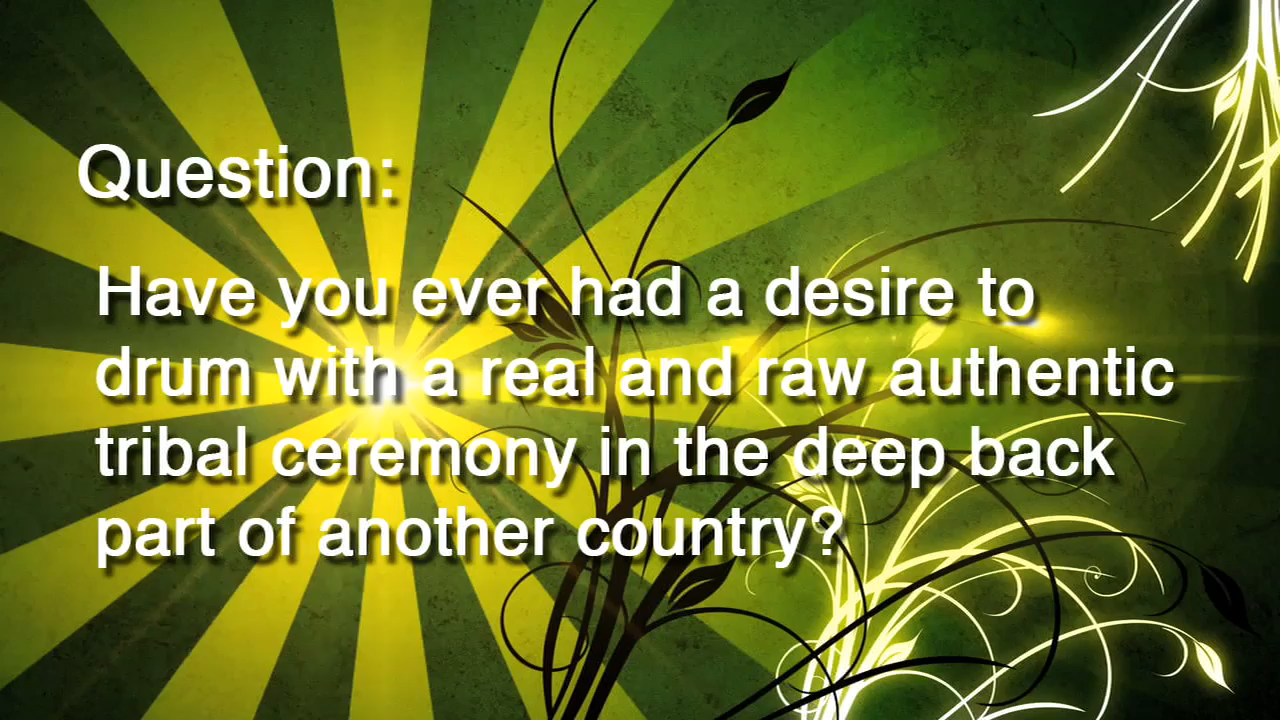 Question:
Have you ever had a desire to
drum with a real and raw authentic
tribal ceremony in the deep back
part of another country?